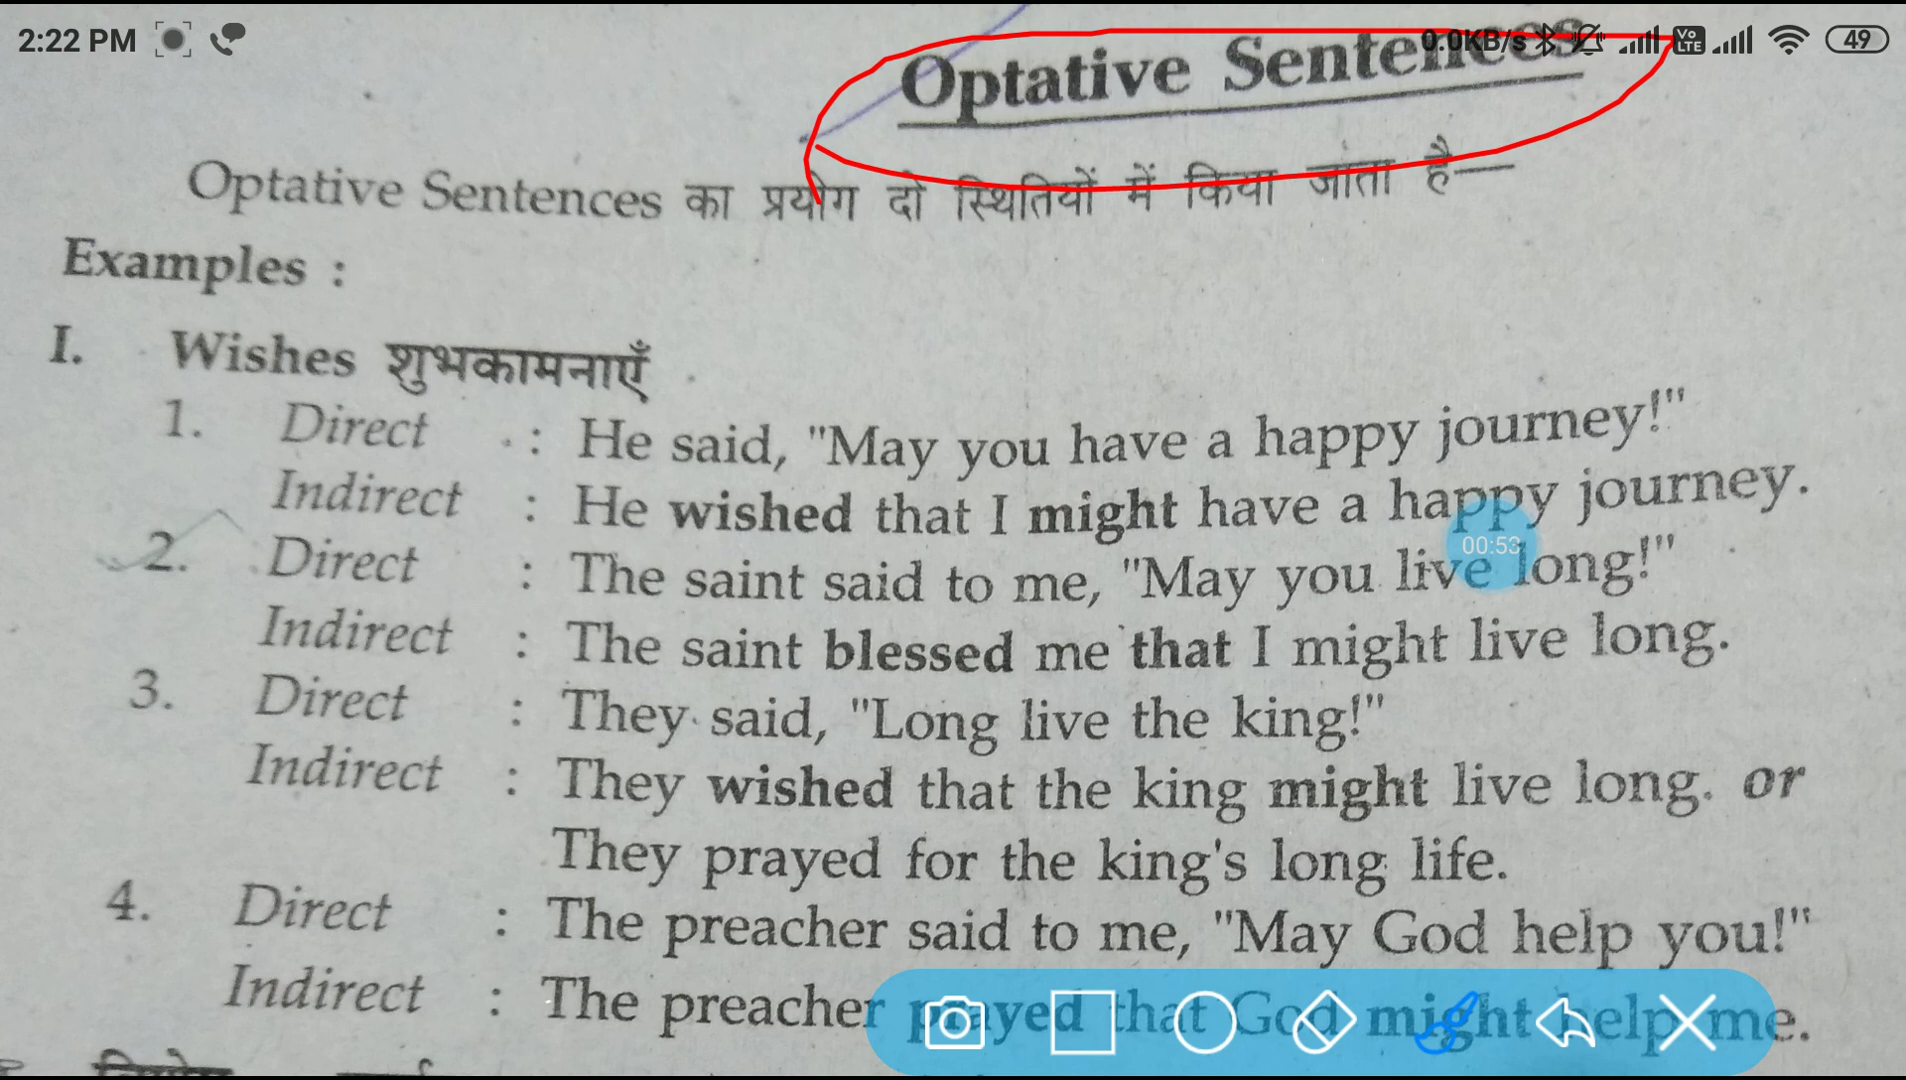 2:22 PM
0.0KB/s
Vo LTE
49
Optative Sentences
Optative Sentences का प्रयोग दो स्थितियों में किया जाता है—
Examples :
I. Wishes शुभकामनाएँ
1. Direct : He said, "May you have a happy journey!"
Indirect : He wished that I might have a happy journey.
00:53
2. Direct : The saint said to me, "May you live long!"
Indirect : The saint blessed me that I might live long.
3. Direct : They said, "Long live the king!"
Indirect : They wished that the king might live long. or
They prayed for the king's long life.
4. Direct : The preacher said to me, "May God help you!"
Indirect : The preacher prayed that God might help me.